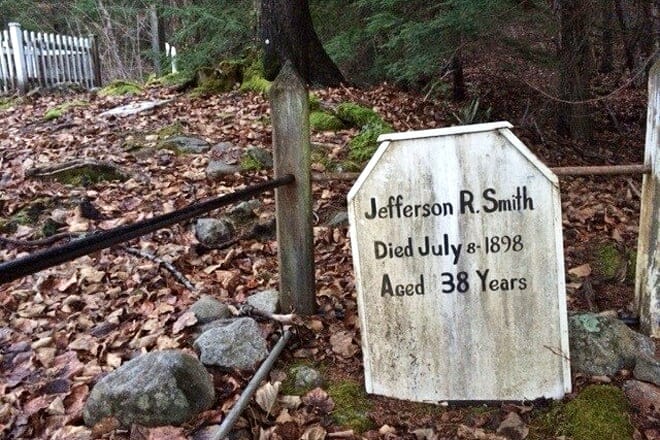 Jefferson R. Smith
Died July 8-1898
Aged 38 Years